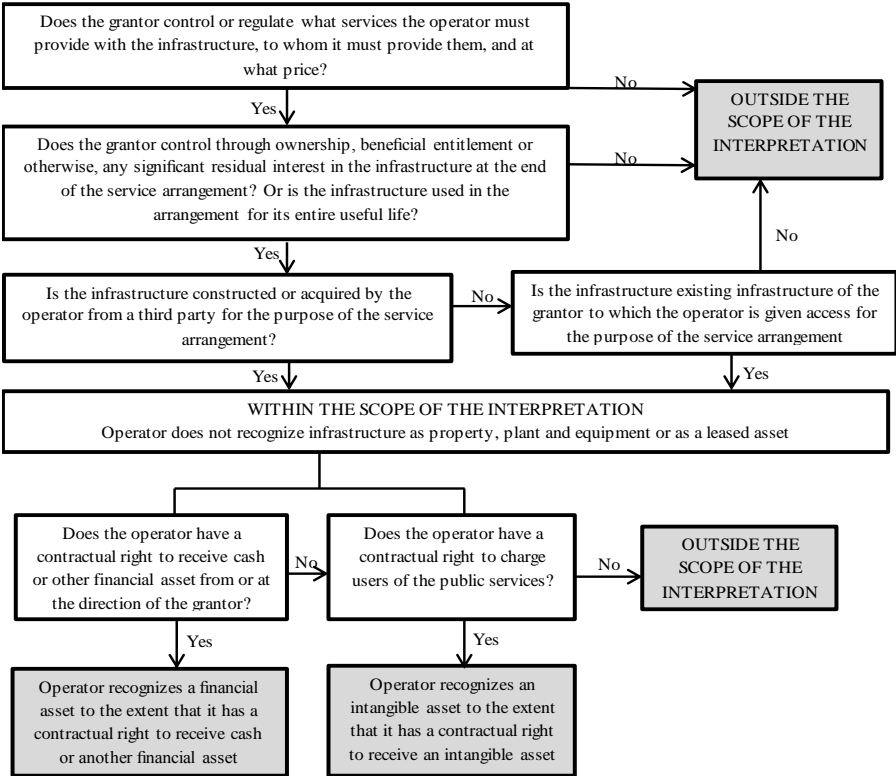 Does the grantor control or regulate what services the operator must
provide with the infrastructure, to whom it must provide them, and at
what price?
No
Yes
OUTSIDE THE
SCOPE OF THE
INTERPRETATION
Does the grantor control through ownership, beneficial entitlement or
otherwise, any significant residual interest in the infrastructure at the end
of the service arrangement? Or is the infrastructure used in the
arrangement for its entire useful life?
No
No
Yes
Is the infrastructure constructed or acquired by the
operator from a third party for the purpose of the service
arrangement?
No
Is the infrastructure existing infrastructure of the
grantor to which the operator is given access for
the purpose of the service arrangement
Yes
Yes
WITHIN THE SCOPE OF THE INTERPRETATION
Operator does not recognize infrastructure as property, plant and equipment or as a leased asset
Does the operator have a
contractual right to receive cash
or other financial asset from or at
the direction of the grantor?
No
Does the operator have a
contractual right to charge
users of the public services?
No
OUTSIDE THE
SCOPE OF THE
INTERPRETATION
Yes
Yes
Operator recognizes a financial
asset to the extent that it has a
contractual right to receive cash
or another financial asset
Operator recognizes an
intangible asset to the extent
that it has a contractual right
to receive an intangible asset